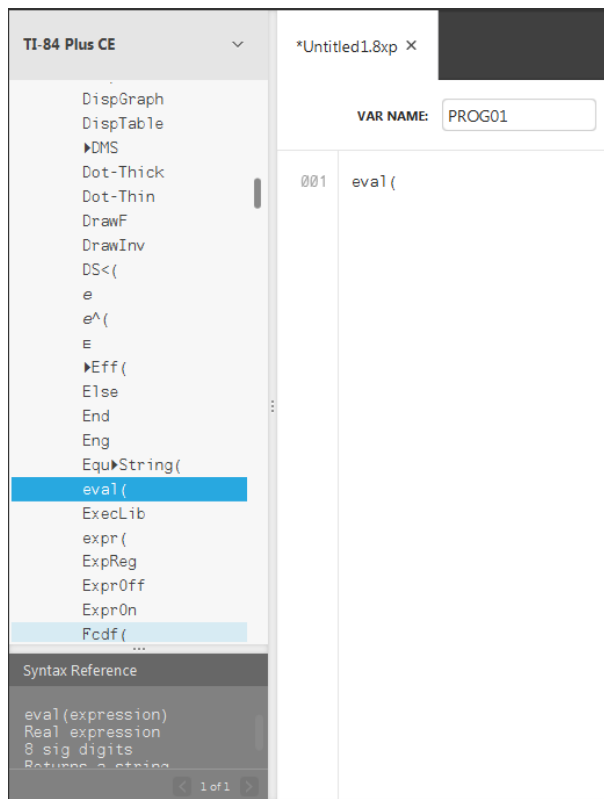 TI-84 Plus CE
DispGraph
DispTable
►DMS
Dot-Thick
Dot-Thin
DrawF
DrawInv
DS<(
e
e^(
ᴇ
►Eff(
Else
End
Eng
Equ►String(
eval(
ExecLib
expr(
ExpReg
ExprOff
ExprOn
Fcdf(
Syntax Reference
eval(expression)
Real expression
8 sig digits
Returns a string
1 of 1
*Untitled1.8xp ×
VAR NAME: PROG01
001 eval(